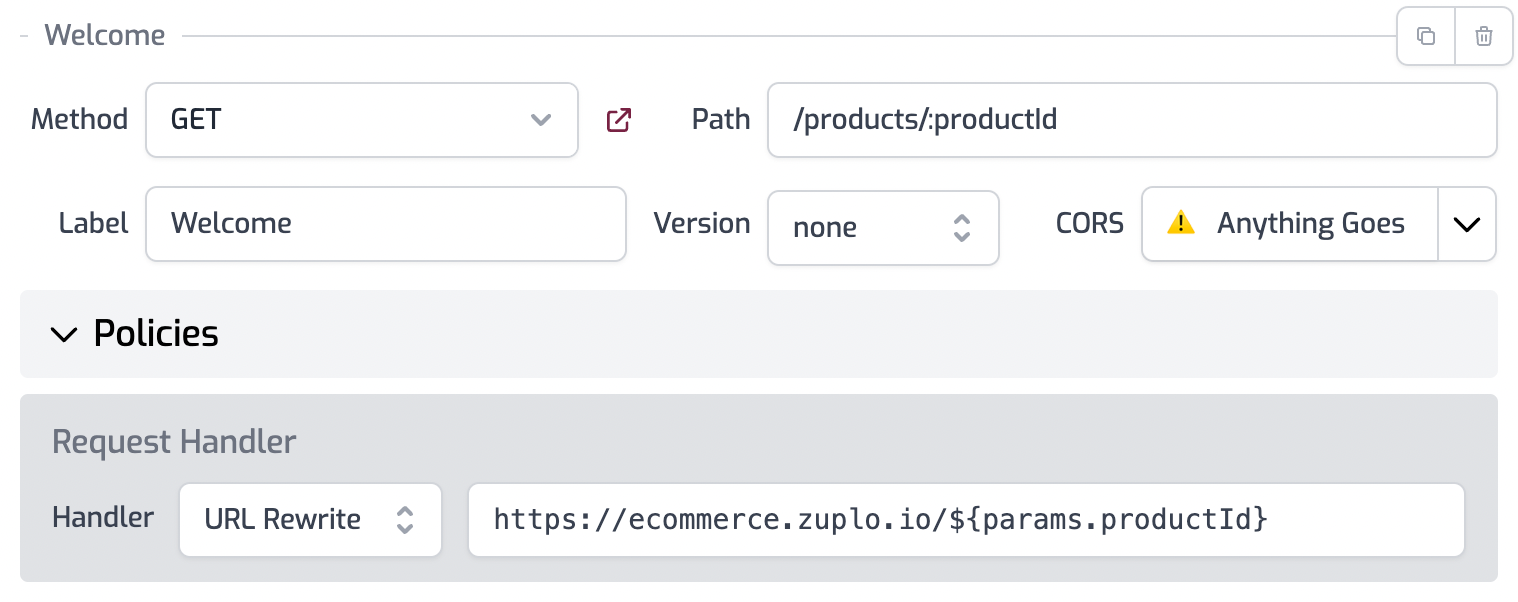 Welcome
Method GET Path /products/:productId
Label Welcome Version none CORS Anything Goes
Policies
Request Handler
Handler URL Rewrite https://ecommerce.zuplo.io/${params.productId}